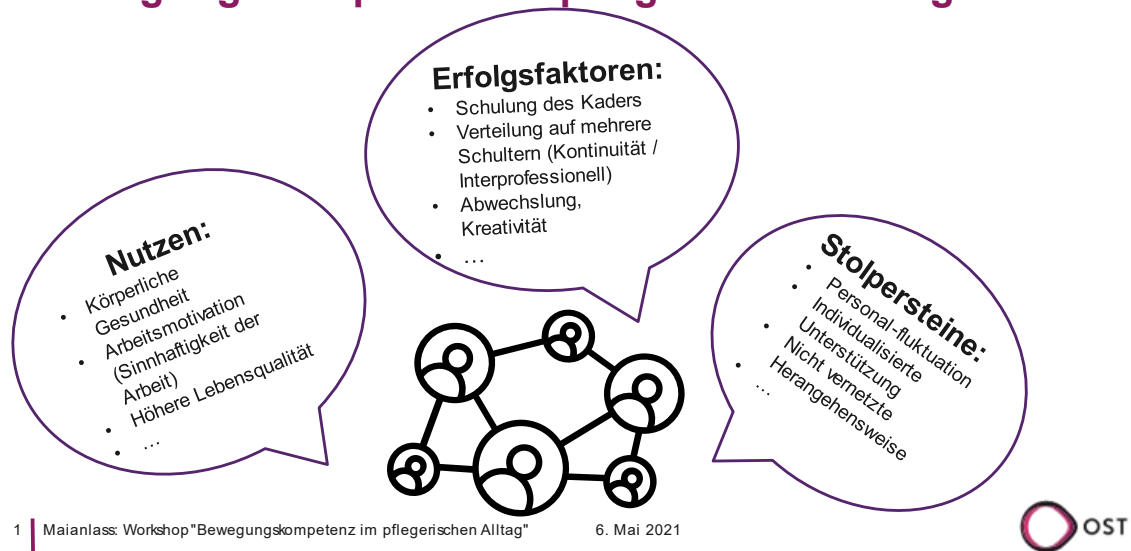 Erfolgsfaktoren:
• Schulung des Kaders
• Verteilung auf mehrere
Schultern (Kontinuität /
Interprofessionell)
• Abwechslung,
Kreativität
• …
Nutzen:
• Körperliche
Gesundheit
• Arbeitsmotivation
(Sinnhaftigkeit der
Arbeit)
• Höhere Lebensqualität
• …
Stolpersteine:
• Personal-fluktuation
• Individualisierte
Unterstützung
• Nicht vernetzte
Herangehensweise
• …
1 Maianlass: Workshop "Bewegungskompetenz im pflegerischen Alltag" 6. Mai 2021
OST